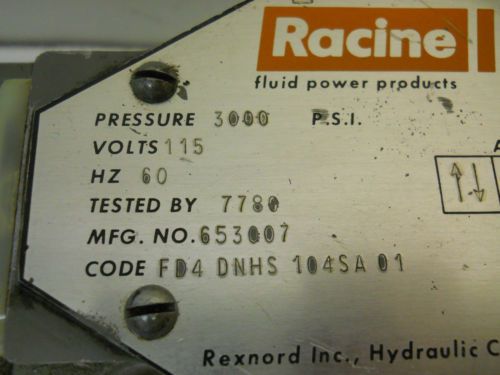 Racine
fluid power products
PRESSURE 3000 P.S.I.
VOLTS 115
HZ 60
TESTED BY 7780
MFG. NO. 653007
CODE FD4 DNHS 104SA 01
Rexnord Inc., Hydraulic